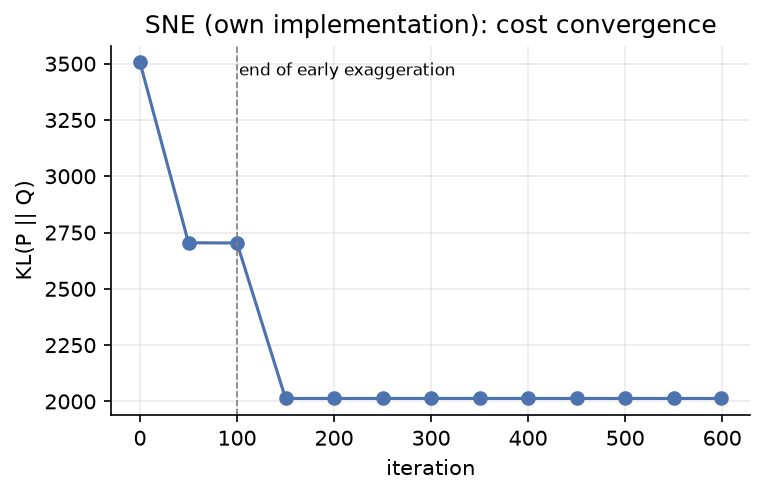 SNE (own implementation): cost convergence
end of early exaggeration
KL(P || Q)
3500
3250
3000
2750
2500
2250
2000
0 100 200 300 400 500 600
iteration